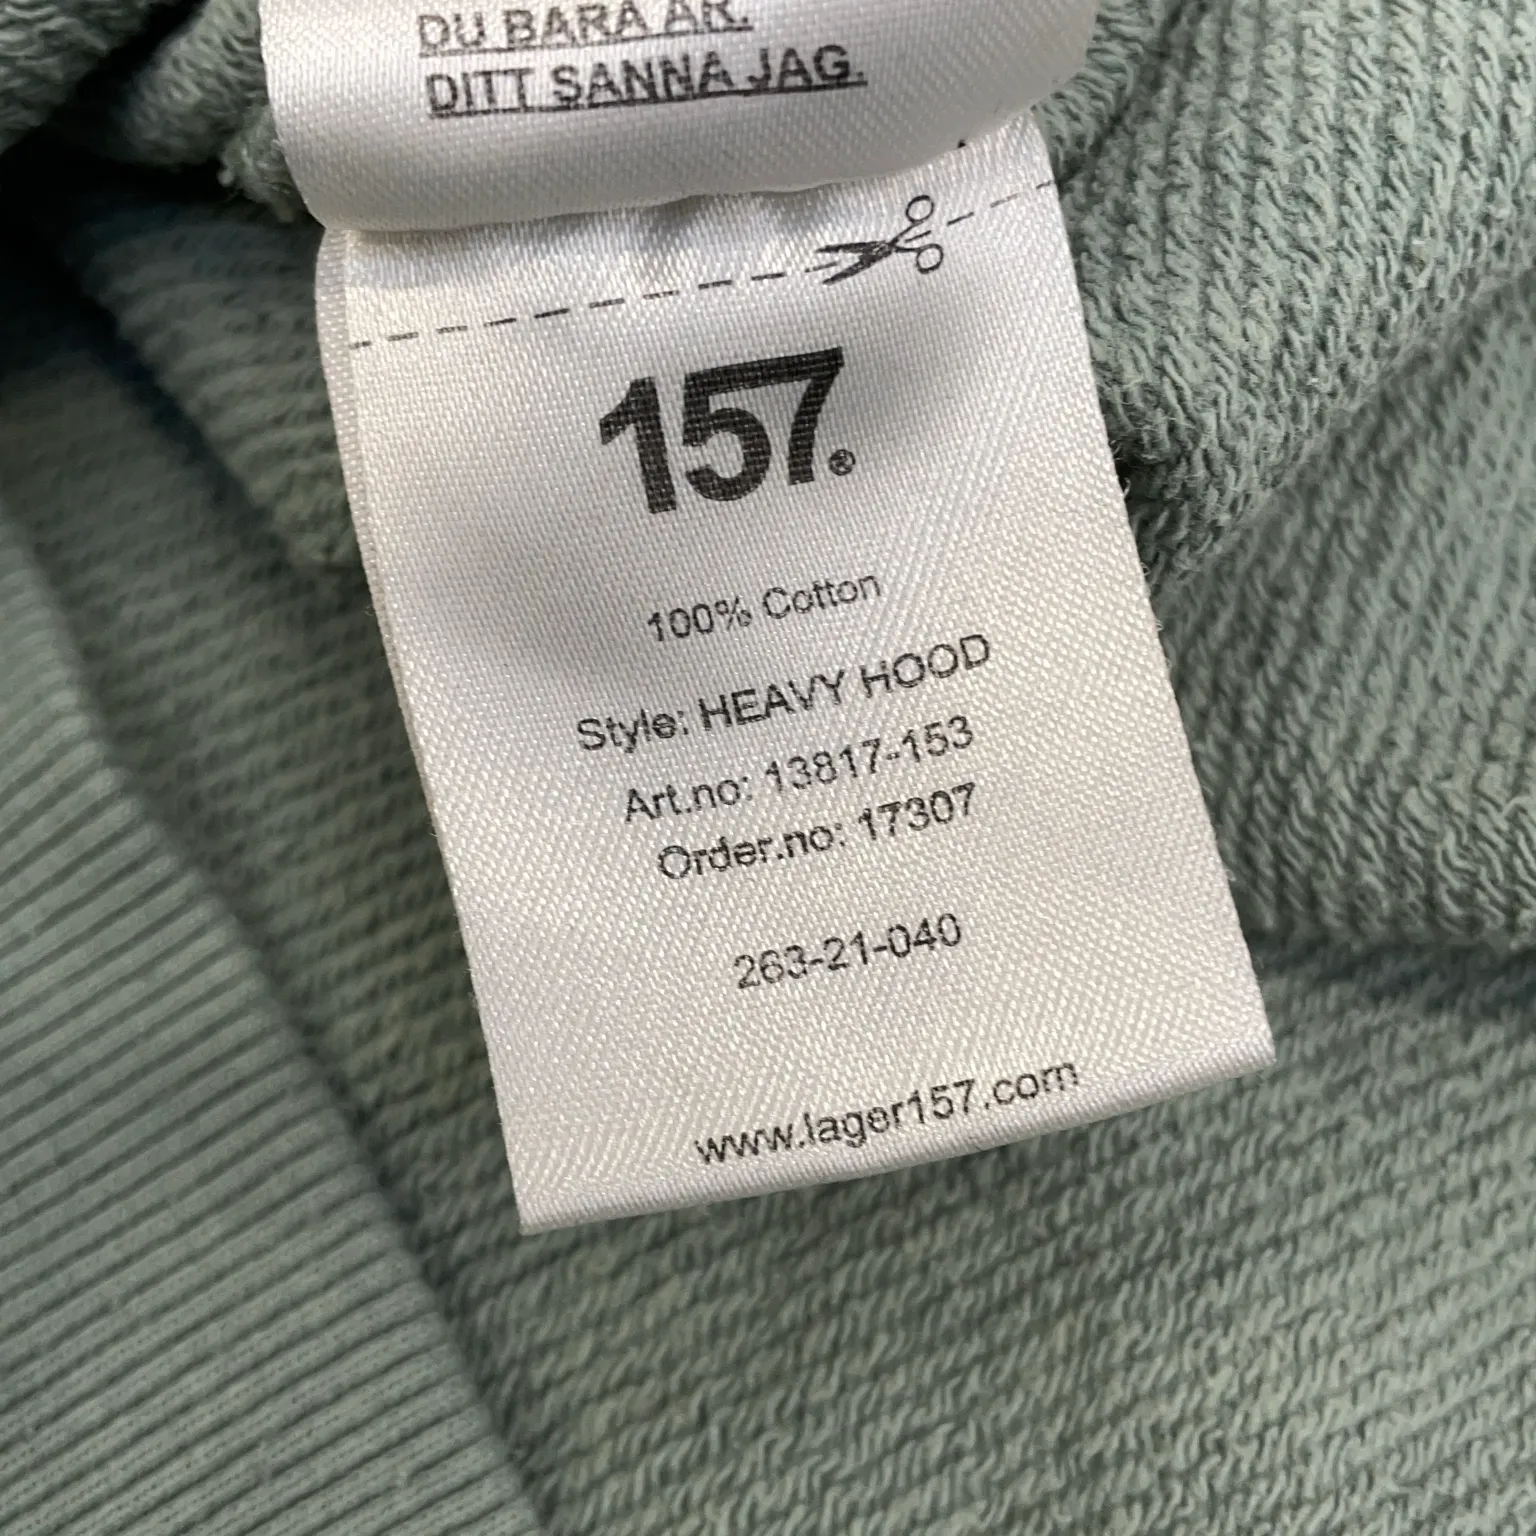 DU BARA ÄR.
DITT SANNA JAG.
157.®
100% Cotton
Style: HEAVY HOOD
Art.no: 13817-153
Order.no: 17307
263-21-040
www.lager157.com